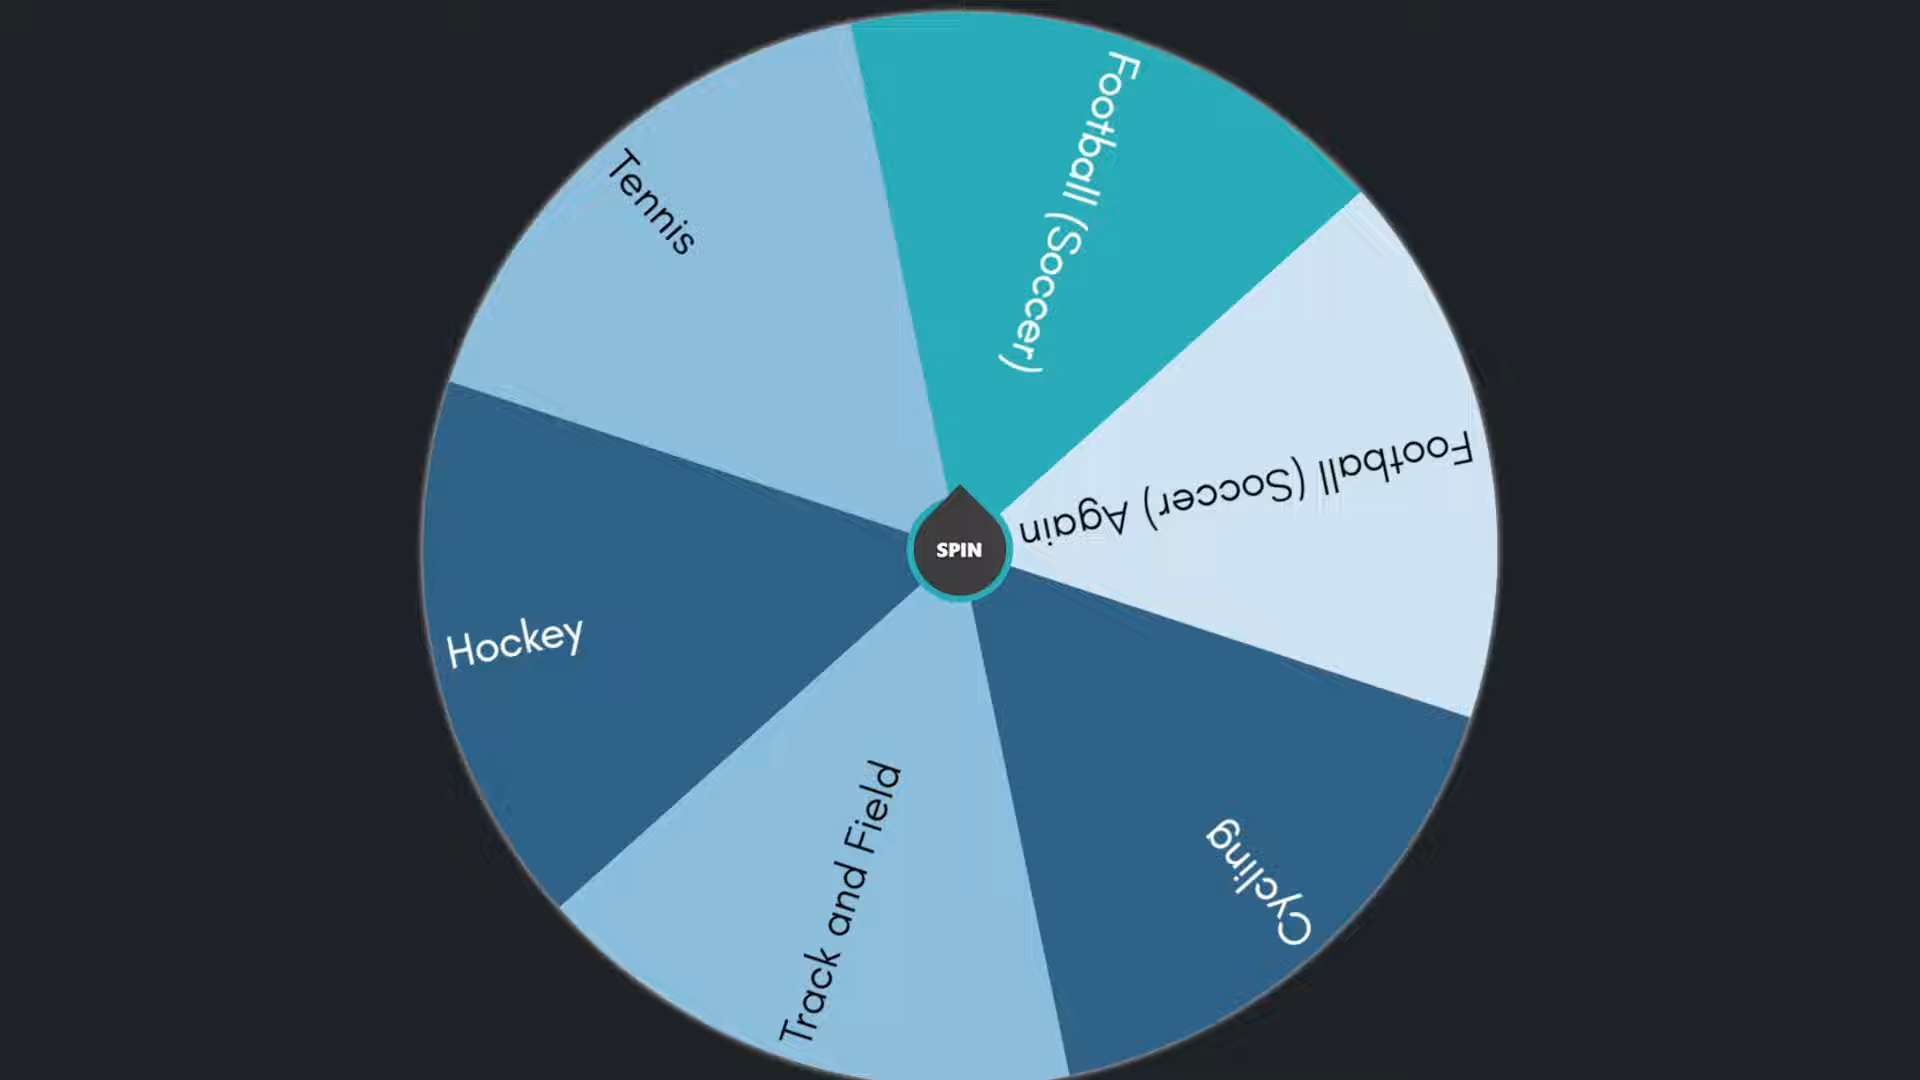 Football (Soccer)
Football (Soccer) Again
Cycling
Track and Field
Hockey
Tennis
SPIN